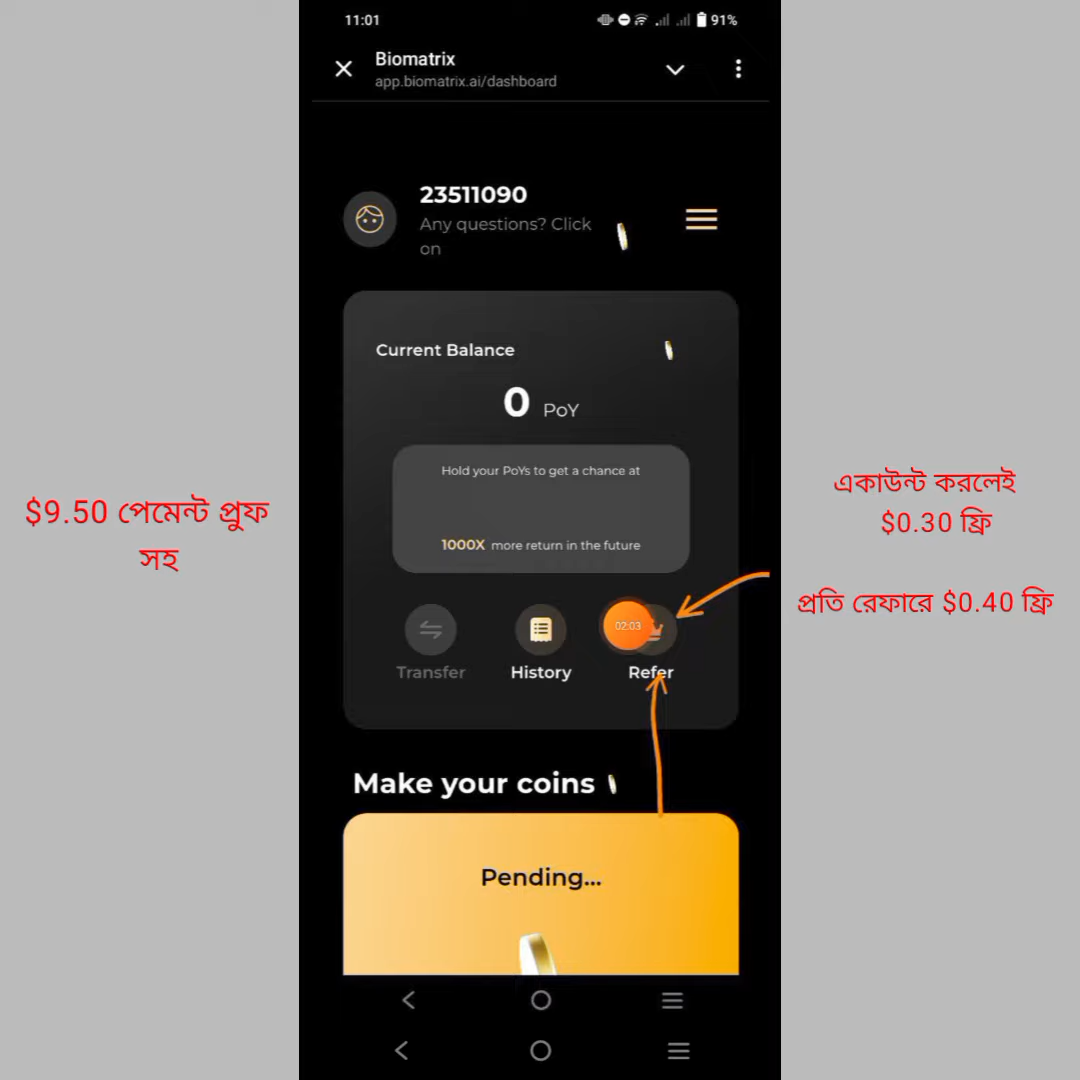 11:01
91%
Biomatrix
app.biomatrix.ai/dashboard
23511090
Any questions? Click
on
Current Balance
0 PoY
Hold your PoYs to get a chance at
1000X more return in the future
02:03
Transfer
History
Refer
Make your coins
Pending...
$9.50 পেমেন্ট প্রুফ
সহ
একাউন্ট করলেই
$0.30 ফ্রি
প্রতি রেফারে $0.40 ফ্রি